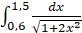 ∫_{0,6}^{1,5} dx/√(1+2x²)